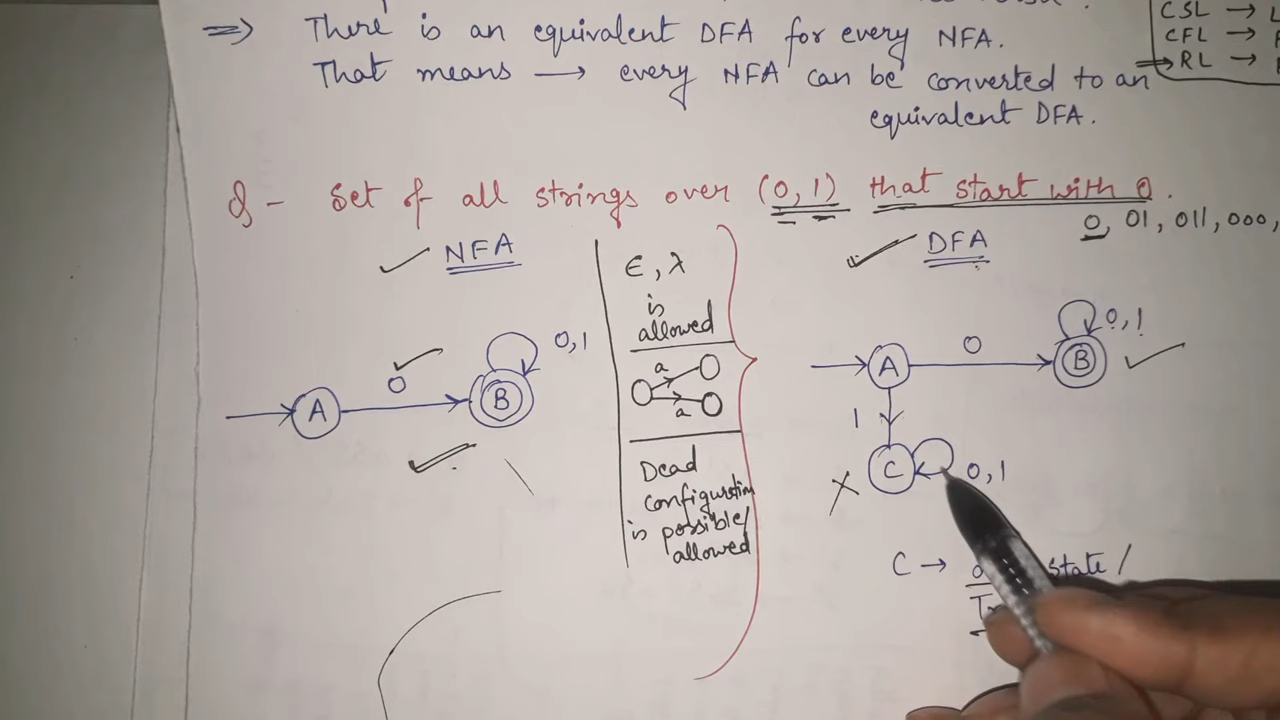 CSL →
CFL →
⇒ RL →
⇒ There is an equivalent DFA for every NFA.
That means → every NFA can be converted to an
equivalent DFA.
Q - Set of all strings over (0, 1) that start with 0.
0, 01, 011, 000,
✓ NFA
A
0 ✓
B
0,1
✓
ϵ, λ
is
allowed
a
a
Dead
configuration
is possible/
allowed
✓ DFA
A
0
B
0,1
✓
1
C
0,1
X
C → state /